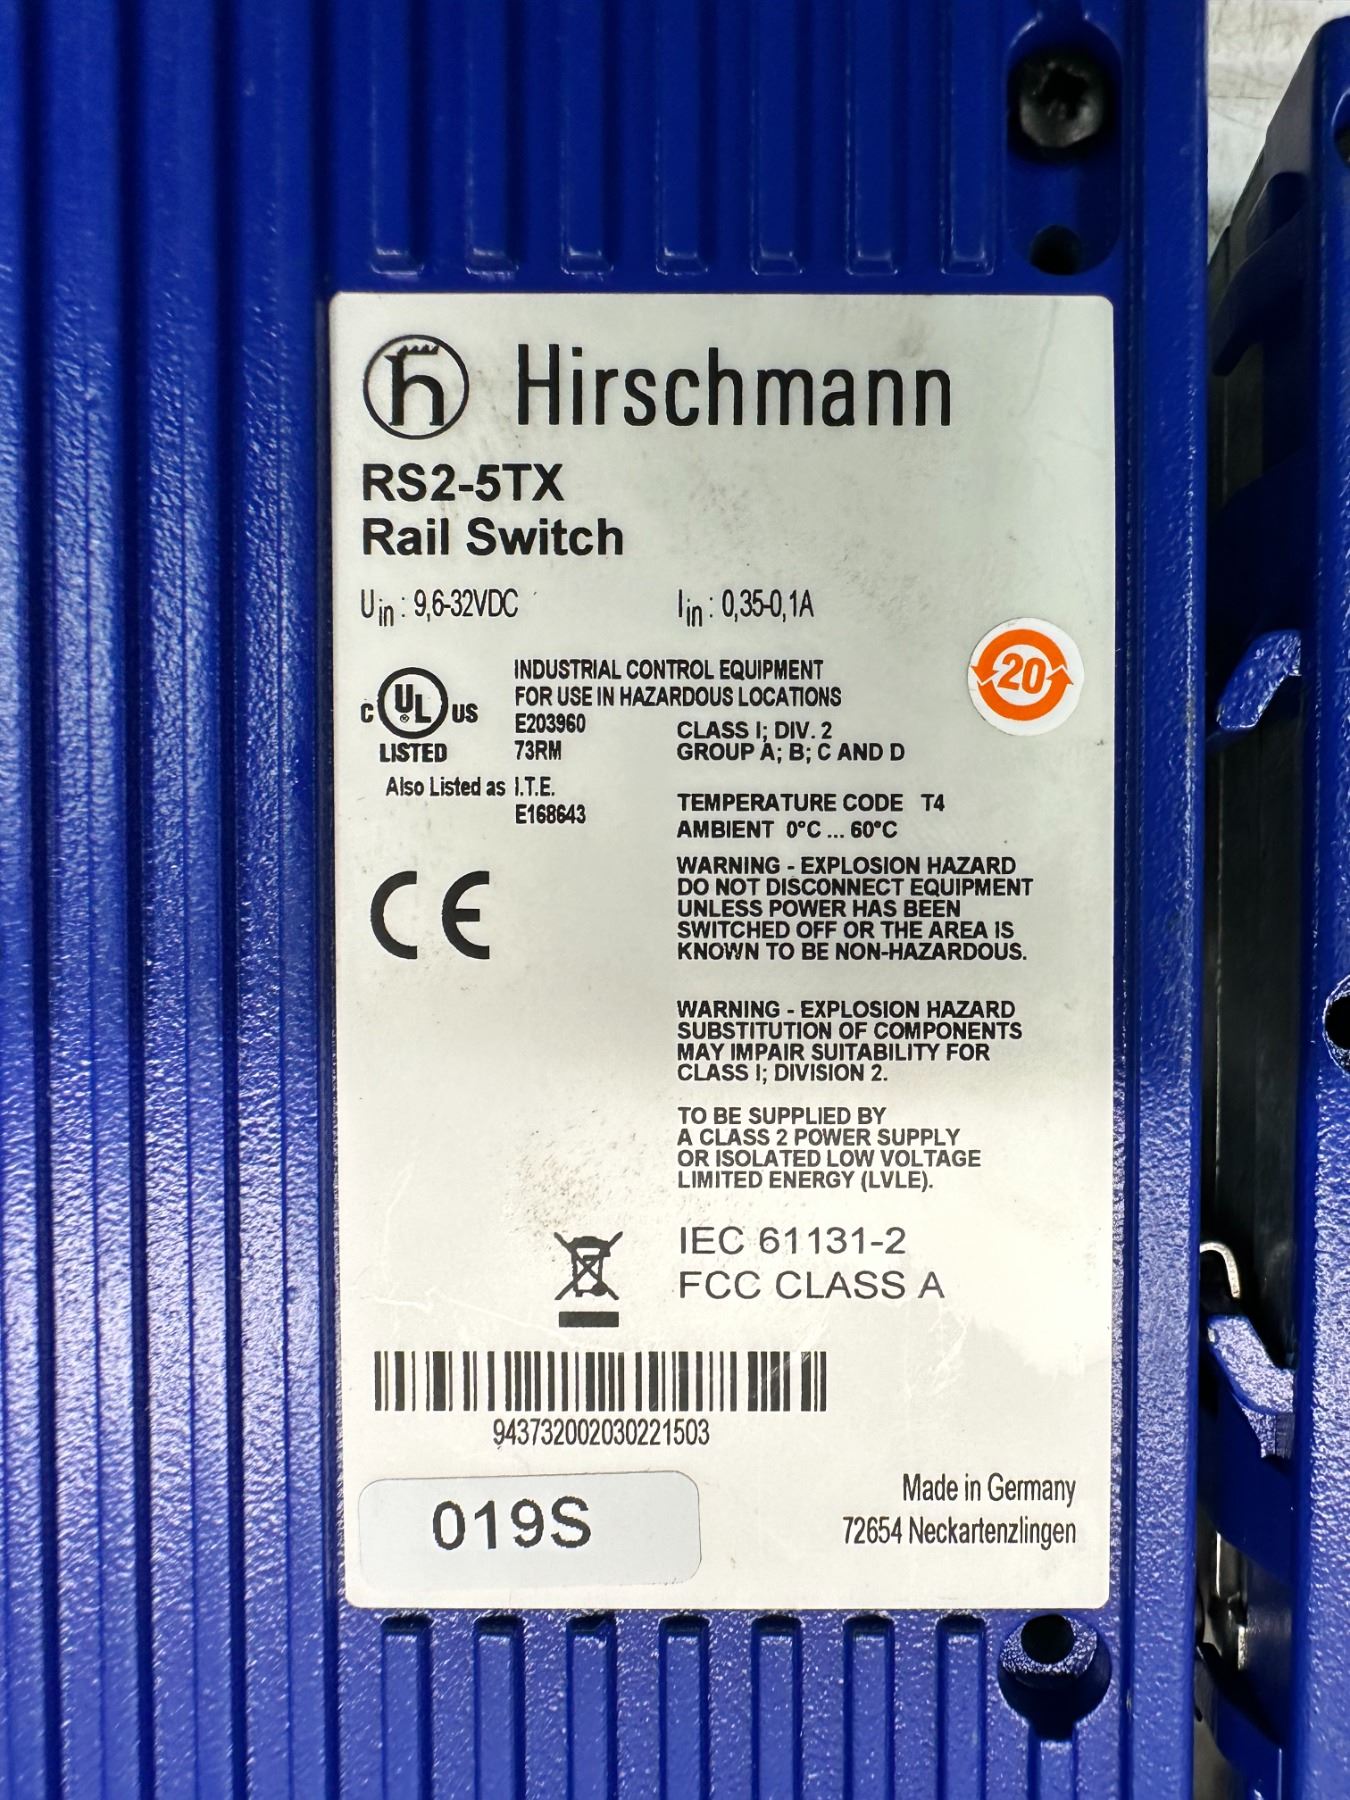 Hirschmann
RS2-5TX
Rail Switch
Uin : 9,6-32VDC
Iin : 0,35-0,1A
C UL US
®
LISTED
INDUSTRIAL CONTROL EQUIPMENT
FOR USE IN HAZARDOUS LOCATIONS
E203960
73RM
CLASS I; DIV. 2
GROUP A; B; C AND D
20
Also Listed as I.T.E.
E168643
TEMPERATURE CODE T4
AMBIENT 0°C ... 60°C
CE
WARNING - EXPLOSION HAZARD
DO NOT DISCONNECT EQUIPMENT
UNLESS POWER HAS BEEN
SWITCHED OFF OR THE AREA IS
KNOWN TO BE NON-HAZARDOUS.
WARNING - EXPLOSION HAZARD
SUBSTITUTION OF COMPONENTS
MAY IMPAIR SUITABILITY FOR
CLASS I; DIVISION 2.
TO BE SUPPLIED BY
A CLASS 2 POWER SUPPLY
OR ISOLATED LOW VOLTAGE
LIMITED ENERGY (LVLE).
IEC 61131-2
FCC CLASS A
943732002030221503
019S
Made in Germany
72654 Neckartenzlingen